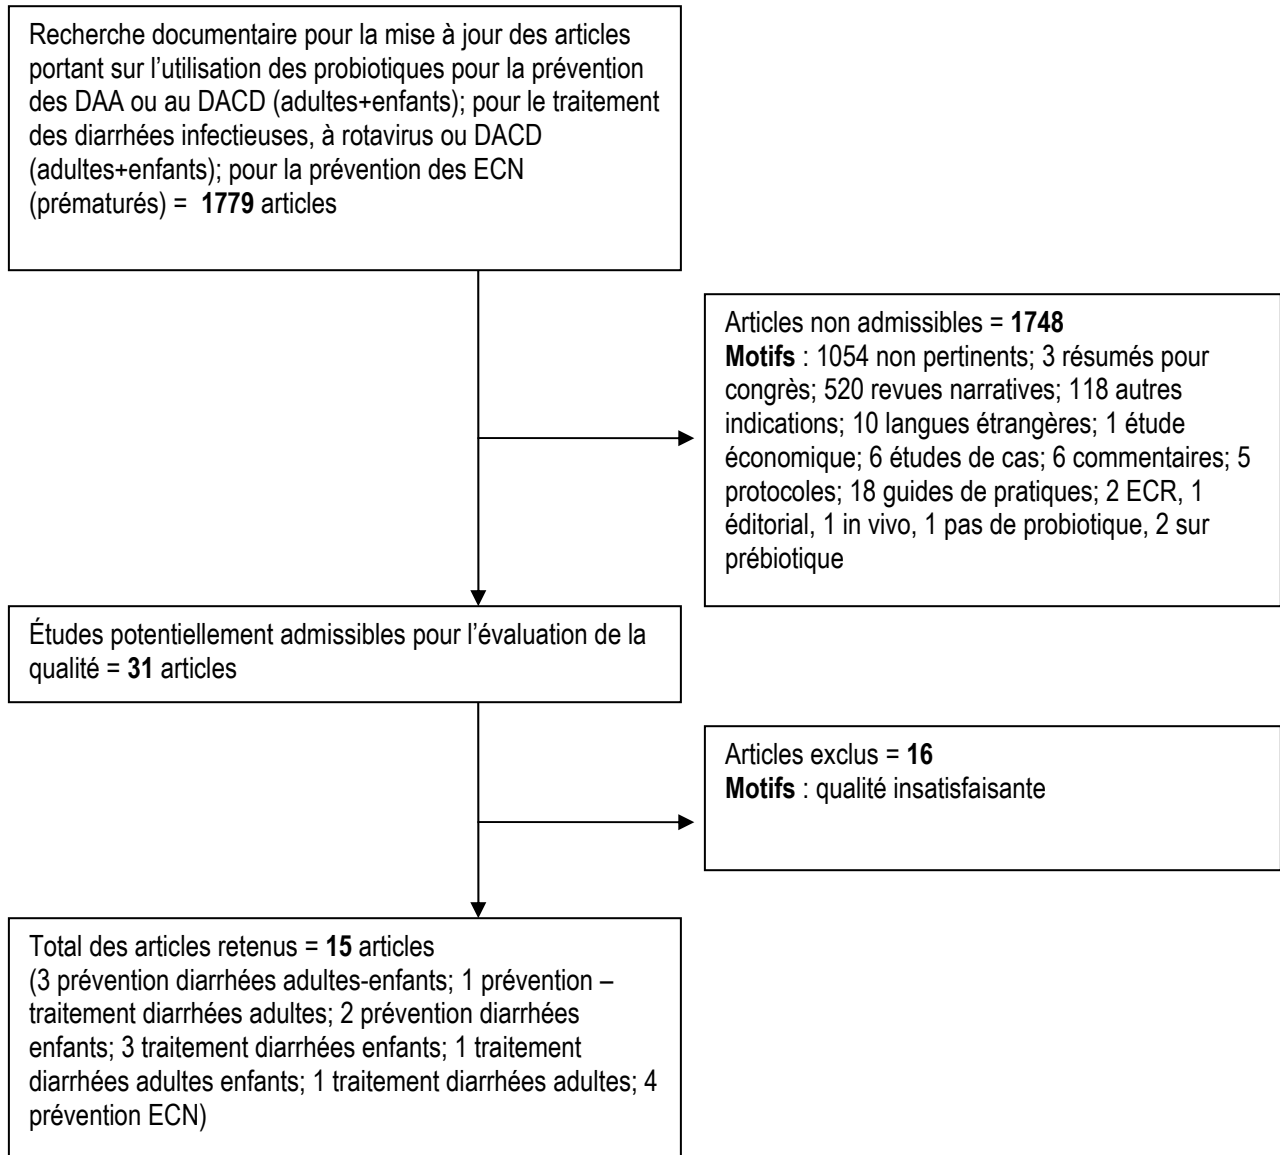 Recherche documentaire pour la mise à jour des articles
portant sur l’utilisation des probiotiques pour la prévention
des DAA ou au DACD (adultes+enfants); pour le traitement
des diarrhées infectieuses, à rotavirus ou DACD
(adultes+enfants); pour la prévention des ECN
(prématurés) = 1779 articles
Articles non admissibles = 1748
Motifs : 1054 non pertinents; 3 résumés pour
congrès; 520 revues narratives; 118 autres
indications; 10 langues étrangères; 1 étude
économique; 6 études de cas; 6 commentaires; 5
protocoles; 18 guides de pratiques; 2 ECR, 1
éditorial, 1 in vivo, 1 pas de probiotique, 2 sur
prébiotique
Études potentiellement admissibles pour l’évaluation de la
qualité = 31 articles
Articles exclus = 16
Motifs : qualité insatisfaisante
Total des articles retenus = 15 articles
(3 prévention diarrhées adultes-enfants; 1 prévention –
traitement diarrhées adultes; 2 prévention diarrhées
enfants; 3 traitement diarrhées enfants; 1 traitement
diarrhées adultes enfants; 1 traitement diarrhées adultes; 4
prévention ECN)